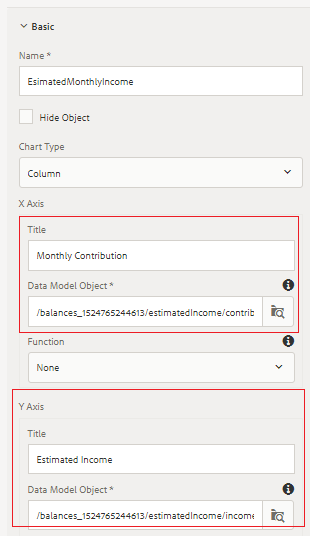 Basic
Name *
EsimatedMonthlyIncome
Hide Object
Chart Type
Column
X Axis
Title
Monthly Contribution
Data Model Object *
/balances_1524765244613/estimatedIncome/contrib
Function
None
Y Axis
Title
Estimated Income
Data Model Object *
/balances_1524765244613/estimatedIncome/income